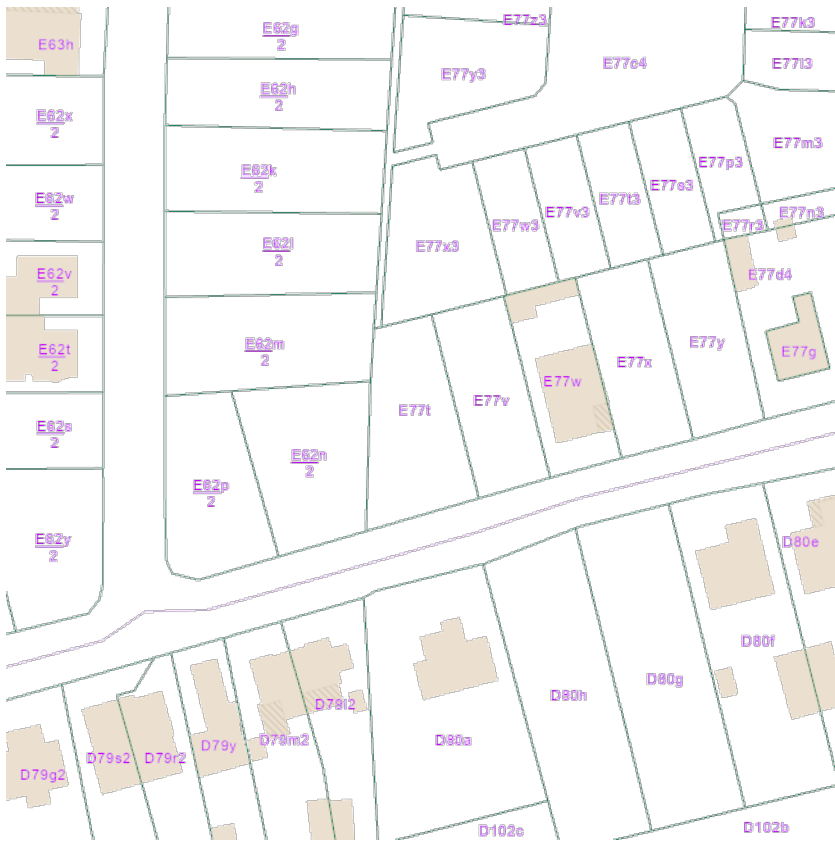 E77z3
E77k3
E62g
2
E63h
E77c4
E77l3
E77y3
E62h
2
E62x
2
E77m3
E77p3
E62k
2
E77s3
E62w
2
E77t3
E77v3
E77n3
E77w3
E77r3
E62l
2
E77x3
E62v
2
E77d4
E62m
2
E77y
E62t
2
E77g
E77x
E77w
E77v
E77t
E62s
2
E62n
2
E62p
2
E62y
2
D80e
D80f
D80g
D80h
D79l2
D79m2
D80a
D79y
D79s2
D79r2
D79g2
D102c
D102b